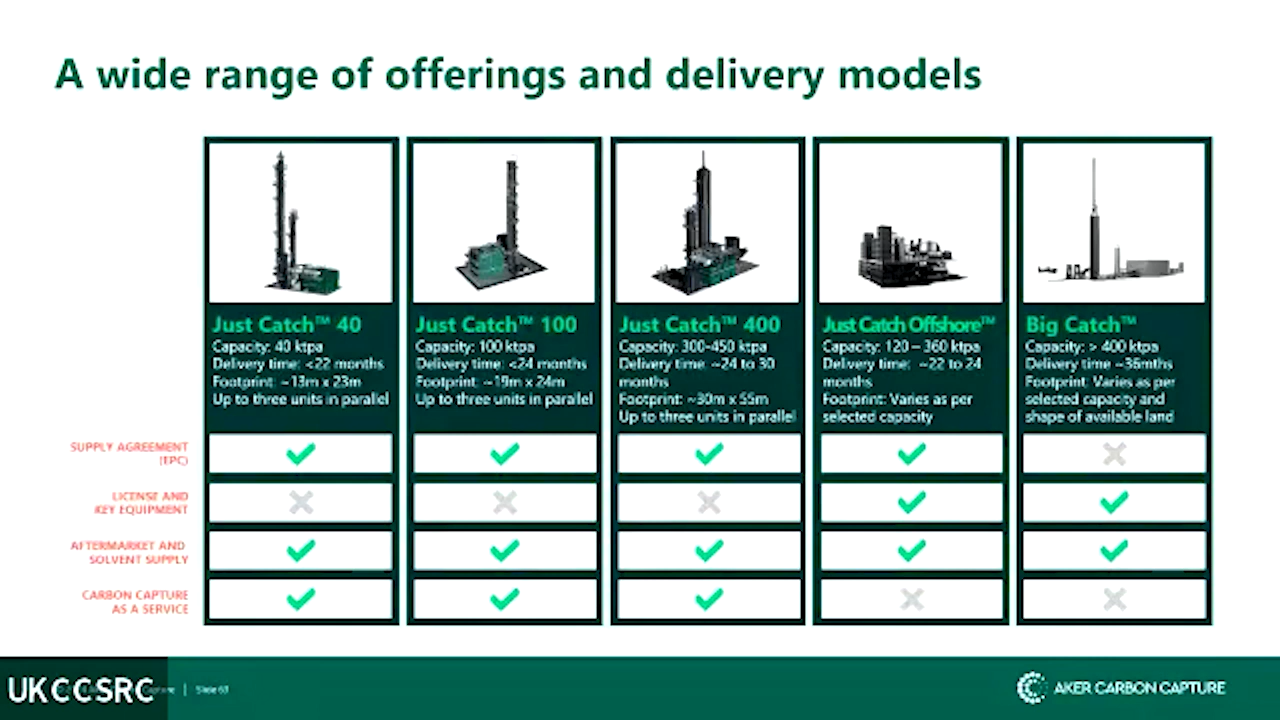 A wide range of offerings and delivery models
Just Catch™ 40
Capacity: 40 ktpa
Delivery time: <22 months
Footprint: ~13m x 23m
Up to three units in parallel
Just Catch™ 100
Capacity: 100 ktpa
Delivery time: <24 months
Footprint: ~19m x 24m
Up to three units in parallel
Just Catch™ 400
Capacity: 300-450 ktpa
Delivery time: ~24 to 30
months
Footprint: ~30m x 55m
Up to three units in parallel
Just Catch Offshore™
Capacity: 120 – 360 ktpa
Delivery time: ~22 to 24
months
Footprint: Varies as per
selected capacity
Big Catch™
Capacity: > 400 ktpa
Delivery time ~36mths
Footprint: Varies as per
selected capacity and
shape of available land
SUPPLY AGREEMENT
(EPC)
LICENSE AND
KEY EQUIPMENT
AFTERMARKET AND
SOLVENT SUPPLY
CARBON CAPTURE
AS A SERVICE
UKCCSRC
Capture | Slide 63
AKER CARBON CAPTURE